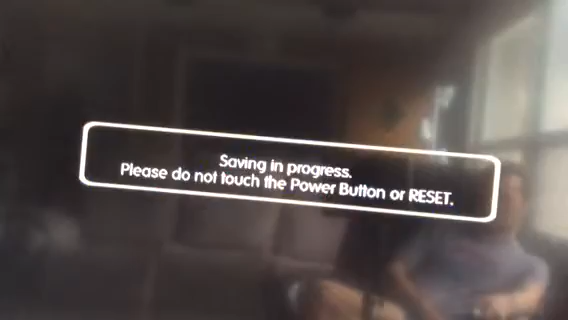 Saving in progress.
Please do not touch the Power Button or RESET.